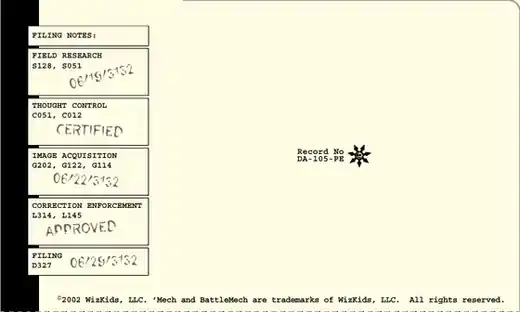 FILING NOTES:
FIELD RESEARCH
S128, S051
06/19/3132
THOUGHT CONTROL
C051, C012
CERTIFIED
IMAGE ACQUISITION
G202, G122, G114
06/22/3132
CORRECTION ENFORCEMENT
L314, L145
APPROVED
FILING
D327
06/29/3132
Record No
DA-105-PE
©2002 WizKids, LLC. ‘Mech and BattleMech are trademarks of WizKids, LLC. All rights reserved.